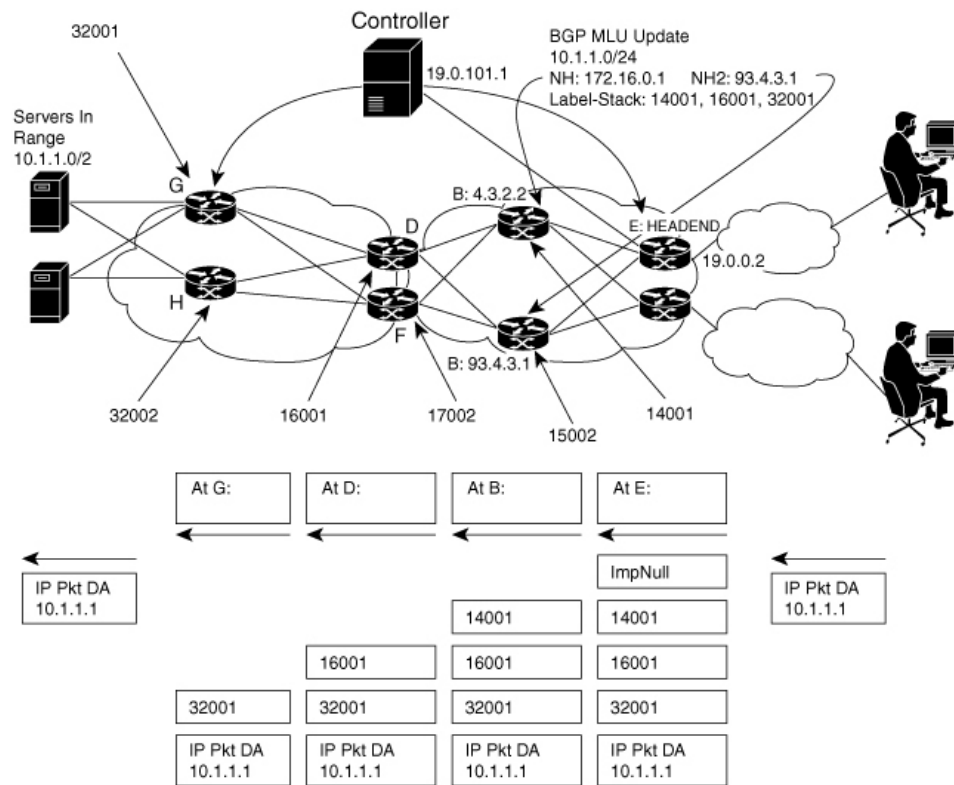 32001
Controller
19.0.101.1
BGP MLU Update
10.1.1.0/24
NH: 172.16.0.1 NH2: 93.4.3.1
Label-Stack: 14001, 16001, 32001
Servers In
Range
10.1.1.0/2
G
B: 4.3.2.2
D
E: HEADEND
19.0.0.2
H
F
B: 93.4.3.1
32002
16001
17002
15002
14001
At G:
At D:
At B:
At E:
ImpNull
IP Pkt DA
10.1.1.1
14001
14001
IP Pkt DA
10.1.1.1
16001
16001
16001
32001
32001
32001
32001
IP Pkt DA
10.1.1.1
IP Pkt DA
10.1.1.1
IP Pkt DA
10.1.1.1
IP Pkt DA
10.1.1.1